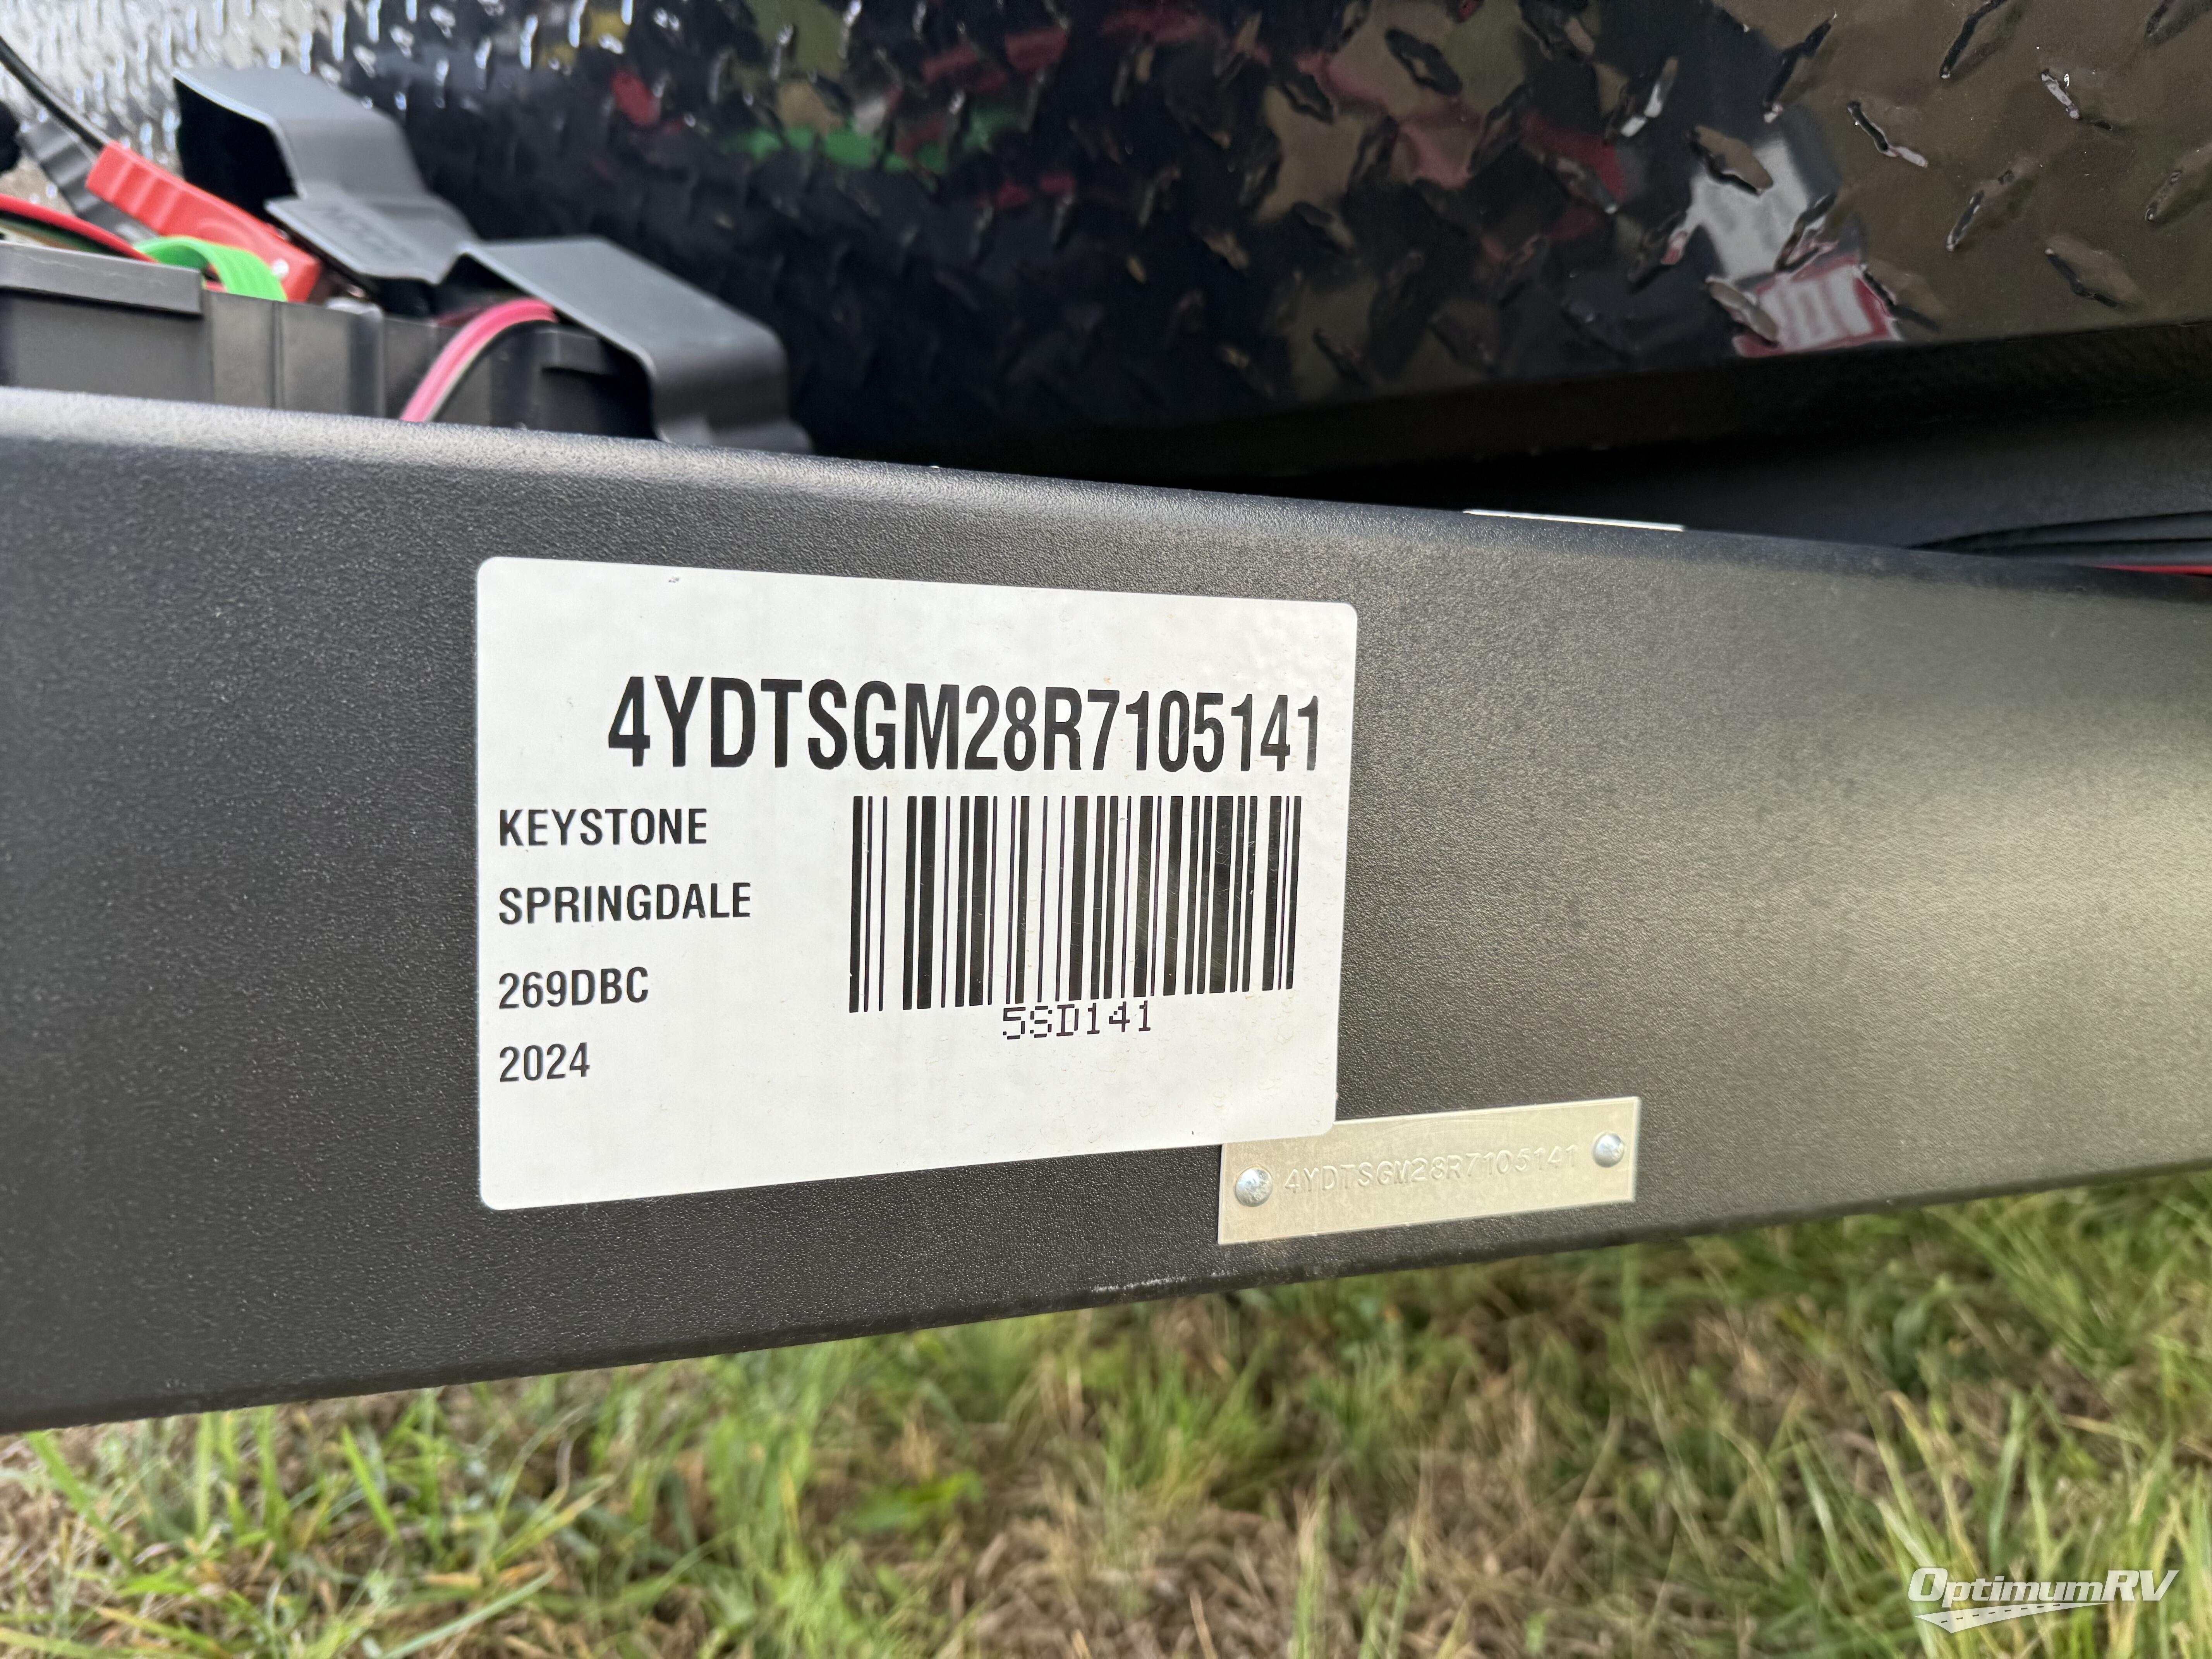 4YDTSGM28R7105141
KEYSTONE
SPRINGDALE
269DBC
2024
5SD141
4YDTSGM28R7105141
OptimumRV